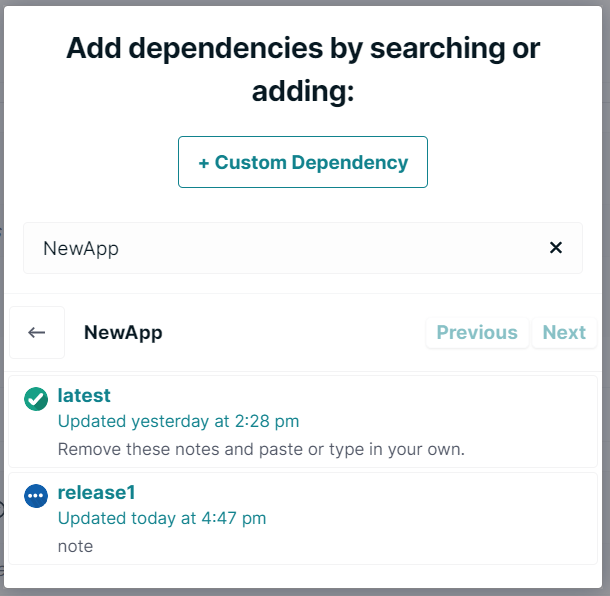 Add dependencies by searching or
adding:
+ Custom Dependency
NewApp
NewApp
Previous
Next
latest
Updated yesterday at 2:28 pm
Remove these notes and paste or type in your own.
release1
Updated today at 4:47 pm
note